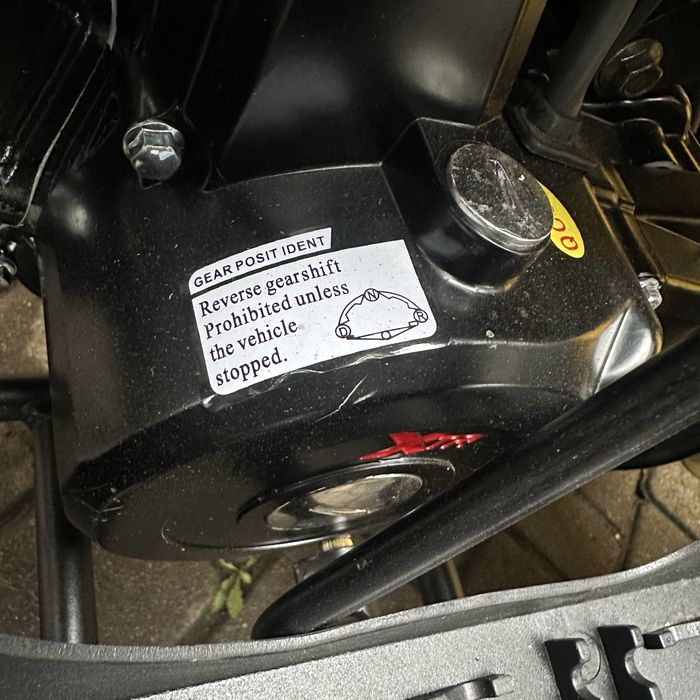 GEAR POSIT IDENT
Reverse gearshift
Prohibited unless
the vehicle
stopped.
N
D
R